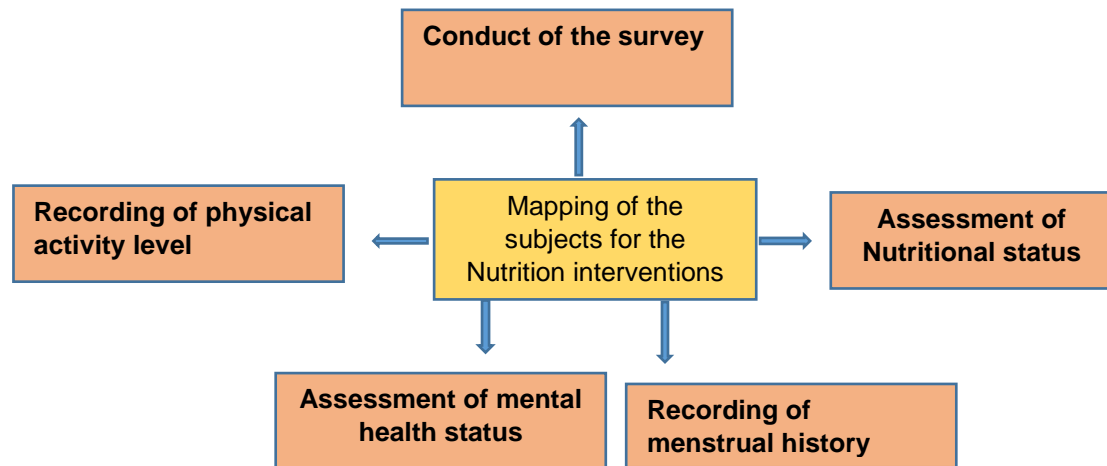 Conduct of the survey
Recording of physical
activity level
Mapping of the
subjects for the
Nutrition interventions
Assessment of
Nutritional status
Assessment of mental
health status
Recording of
menstrual history